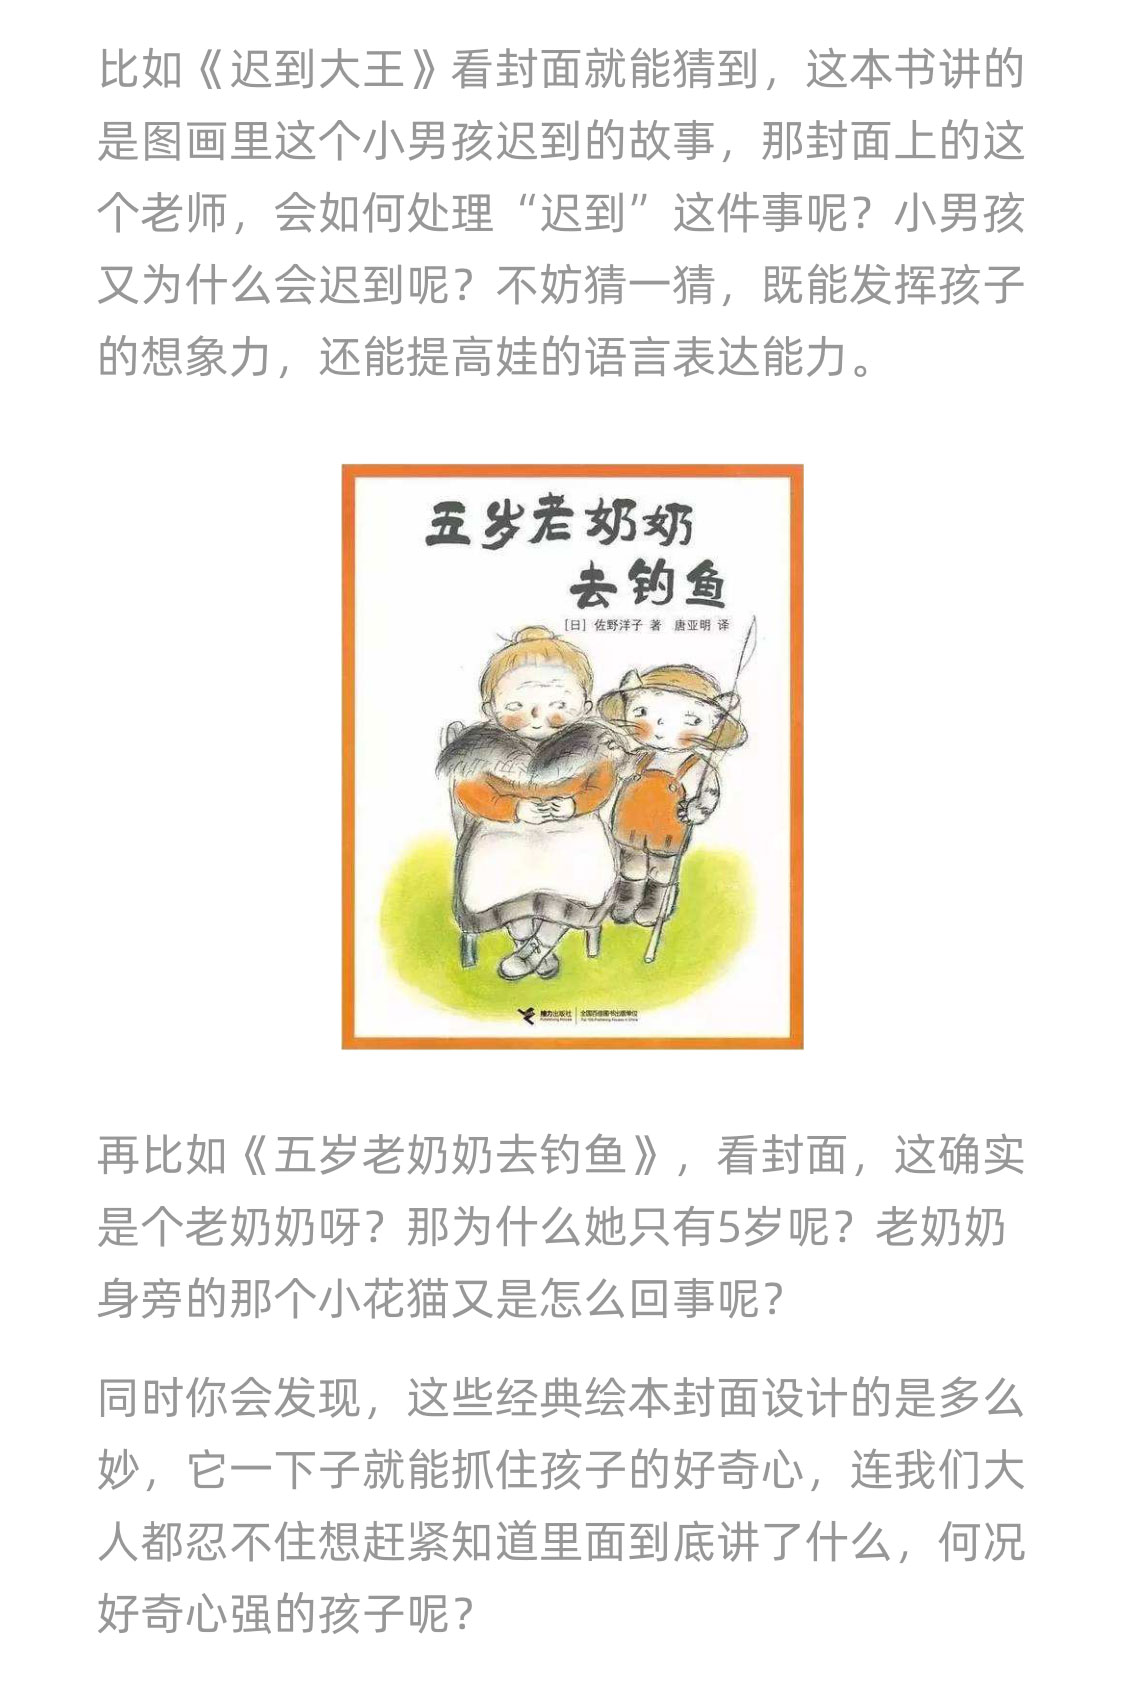 比如《迟到大王》看封面就能猜到，这本书讲的
是图画里这个小男孩迟到的故事，那封面上的这
个老师，会如何处理“迟到”这件事呢？小男孩
又为什么会迟到呢？不妨猜一猜，既能发挥孩子
的想象力，还能提高娃的语言表达能力。
五岁老奶奶
去钓鱼
[日] 佐野洋子 著 唐亚明 译
接力出版社 全国百佳图书出版单位
再比如《五岁老奶奶去钓鱼》，看封面，这确实
是个老奶奶呀？那为什么她只有5岁呢？老奶奶
身旁的那个小花猫又是怎么回事呢？
同时你会发现，这些经典绘本封面设计的是多么
妙，它一下子就能抓住孩子的好奇心，连我们大
人都忍不住想赶紧知道里面到底讲了什么，何况
好奇心强的孩子呢？